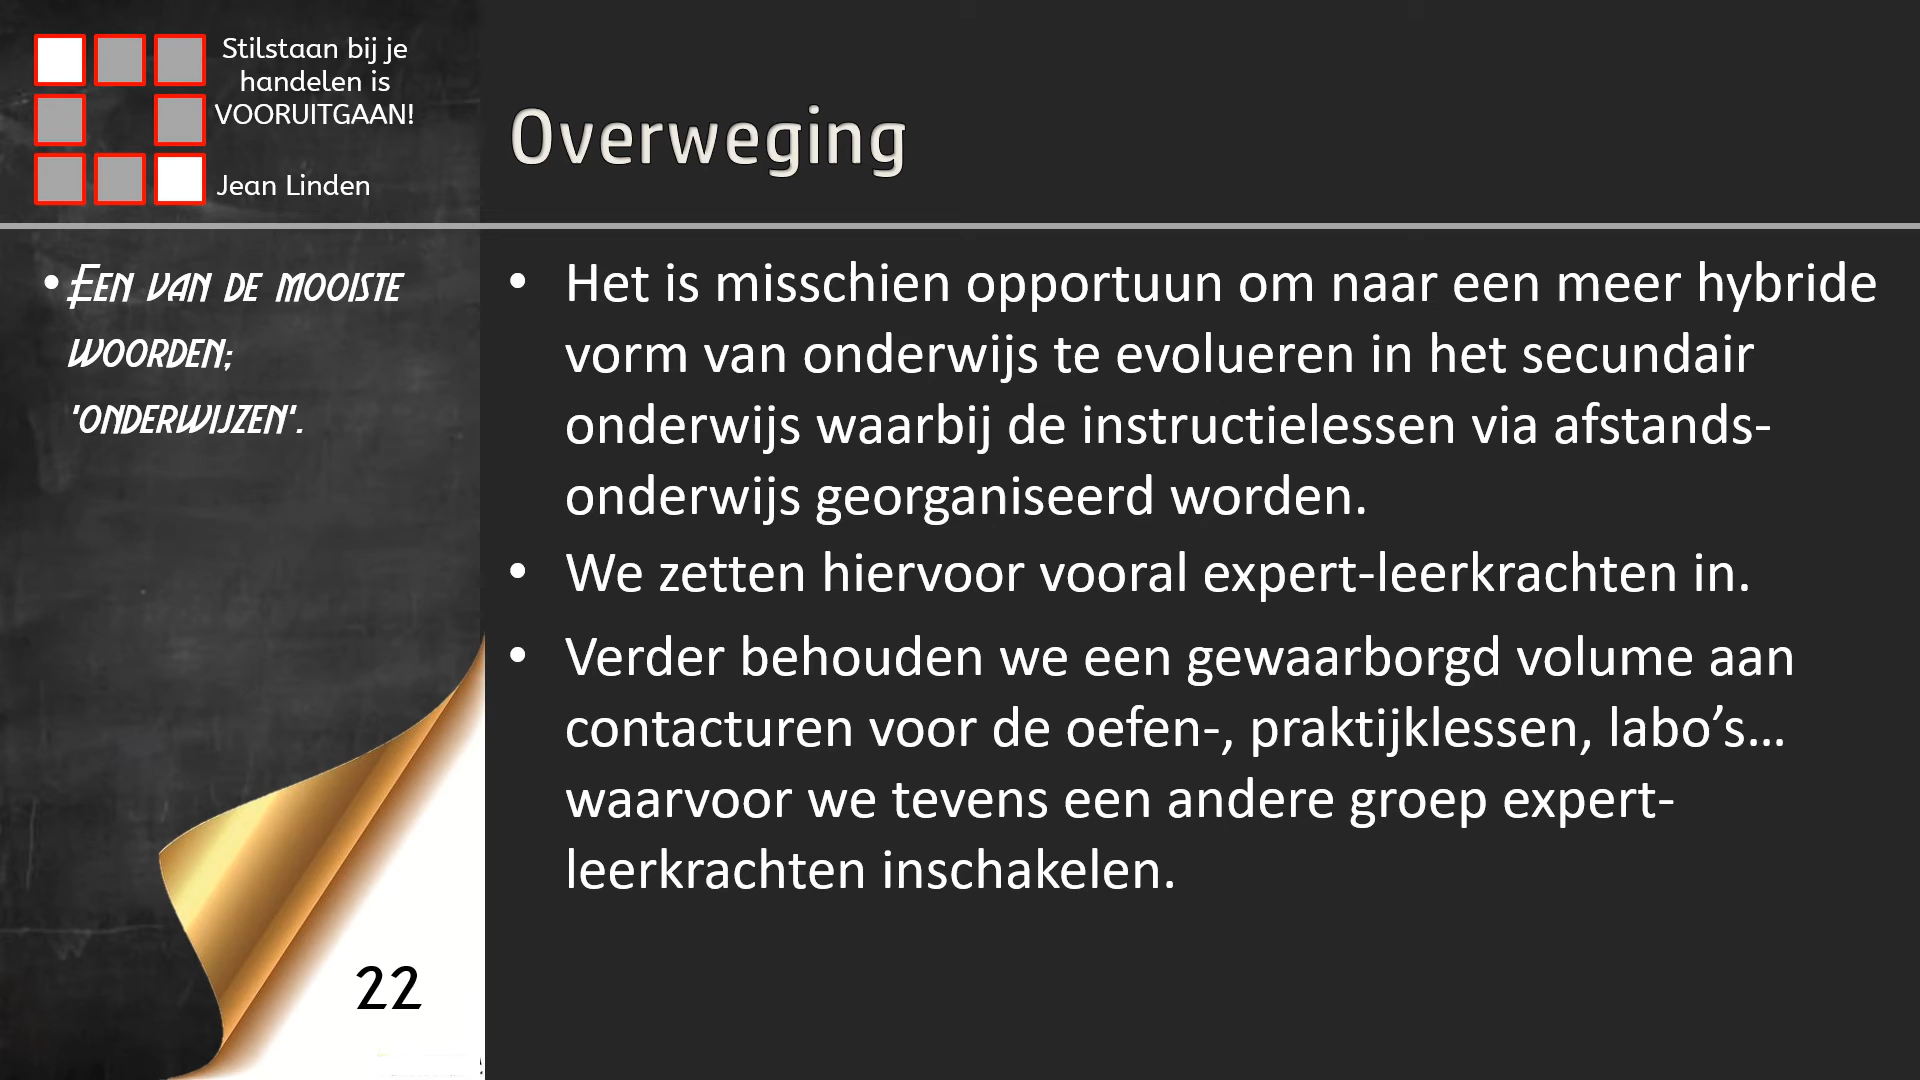 Stilstaan bij je
handelen is
VOORUITGAAN!
Jean Linden
Overweging
• Een van de mooiste
woorden;
'onderwijzen'.
• Het is misschien opportuun om naar een meer hybride
vorm van onderwijs te evolueren in het secundair
onderwijs waarbij de instructielessen via afstands-
onderwijs georganiseerd worden.
• We zetten hiervoor vooral expert-leerkrachten in.
• Verder behouden we een gewaarborgd volume aan
contacturen voor de oefen-, praktijklessen, labo’s…
waarvoor we tevens een andere groep expert-
leerkrachten inschakelen.
22